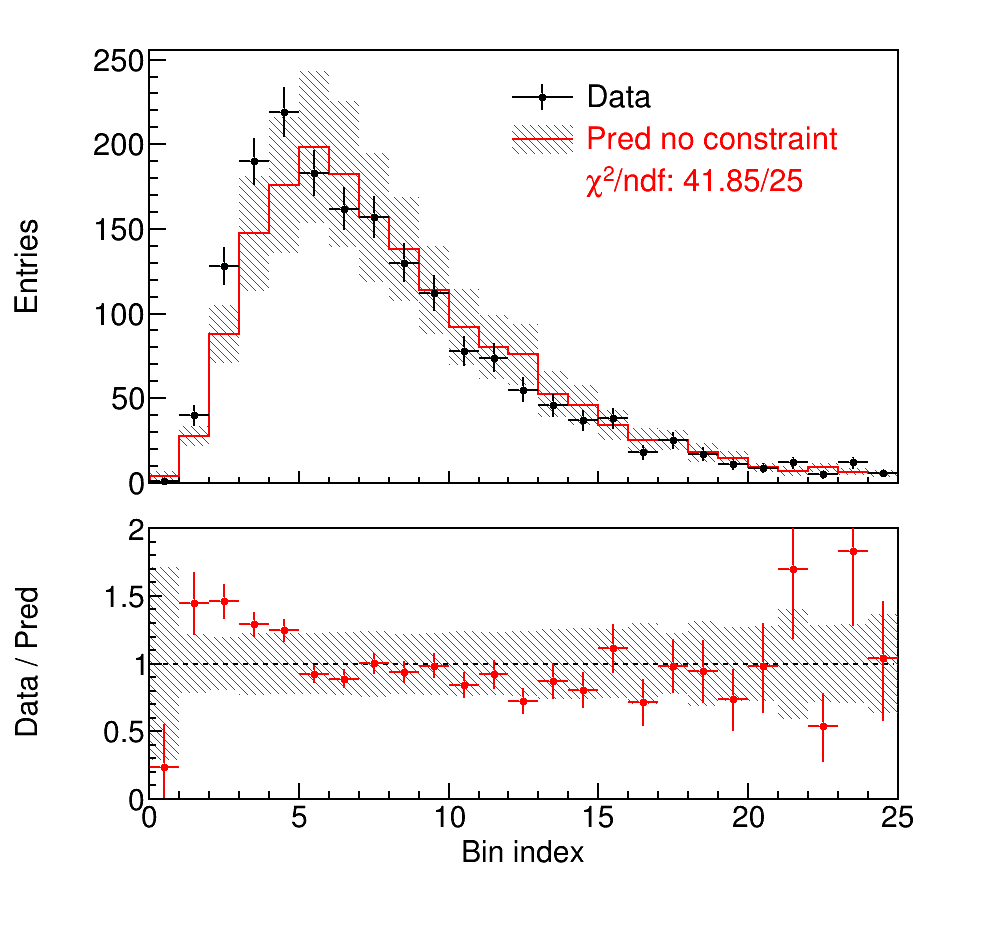 250
200
150
100
50
0
Entries
Data
Pred no constraint
χ²/ndf: 41.85/25
2
1.5
1
0.5
0
Data / Pred
0 5 10 15 20 25
Bin index